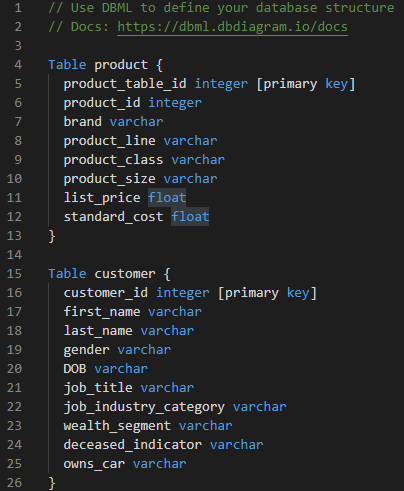 1 // Use DBML to define your database structure
2 // Docs: https://dbml.dbdiagram.io/docs
3
4 Table product {
5   product_table_id integer [primary key]
6   product_id integer
7   brand varchar
8   product_line varchar
9   product_class varchar
10   product_size varchar
11   list_price float
12   standard_cost float
13 }
14
15 Table customer {
16   customer_id integer [primary key]
17   first_name varchar
18   last_name varchar
19   gender varchar
20   DOB varchar
21   job_title varchar
22   job_industry_category varchar
23   wealth_segment varchar
24   deceased_indicator varchar
25   owns_car varchar
26 }